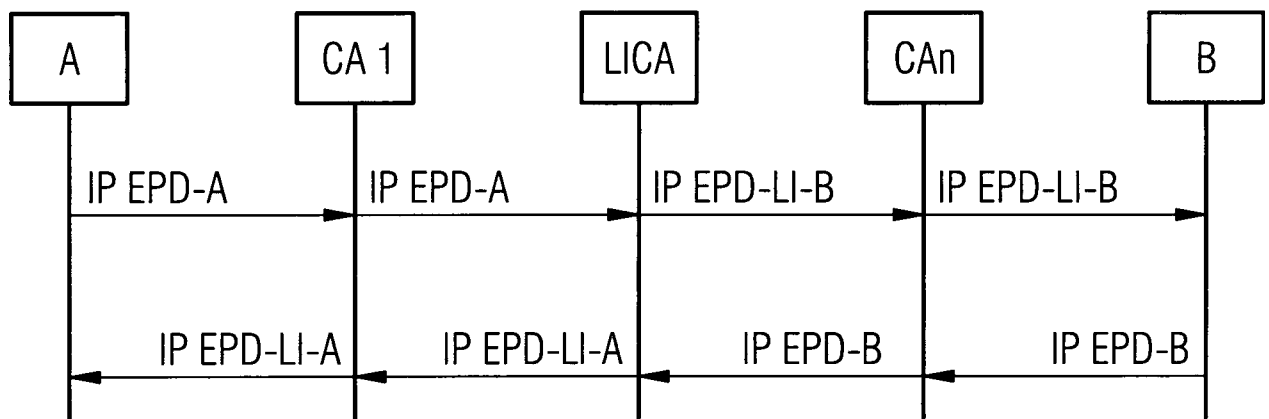 A
CA 1
LICA
CAn
B
IP EPD-A
IP EPD-A
IP EPD-LI-B
IP EPD-LI-B
IP EPD-LI-A
IP EPD-LI-A
IP EPD-B
IP EPD-B